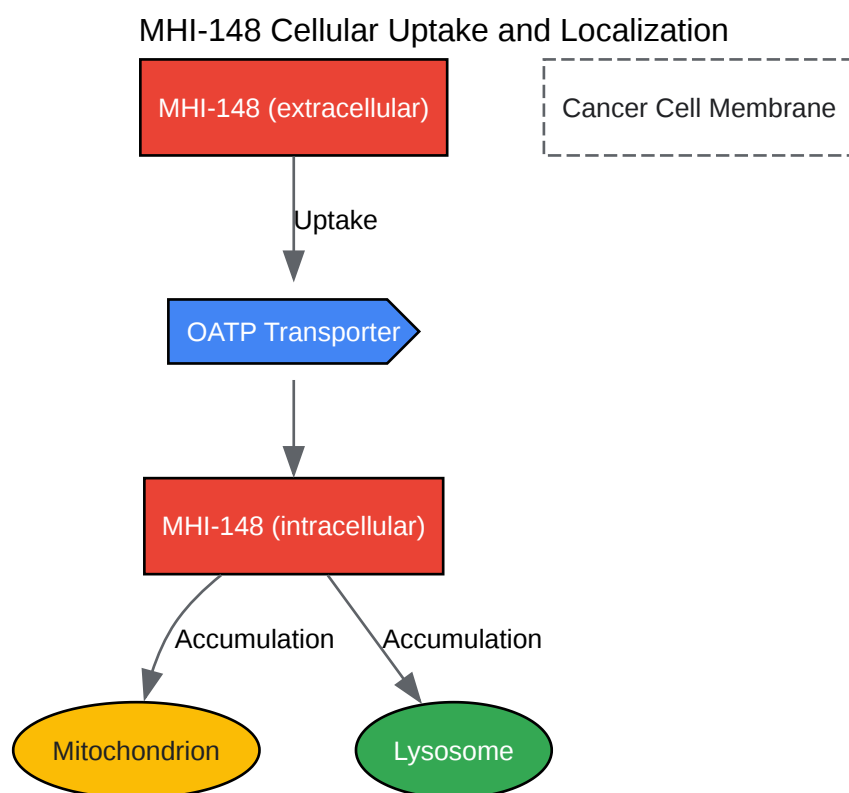 MHI-148 Cellular Uptake and Localization
MHI-148 (extracellular)
Cancer Cell Membrane
Uptake
OATP Transporter
MHI-148 (intracellular)
Accumulation
Accumulation
Mitochondrion
Lysosome